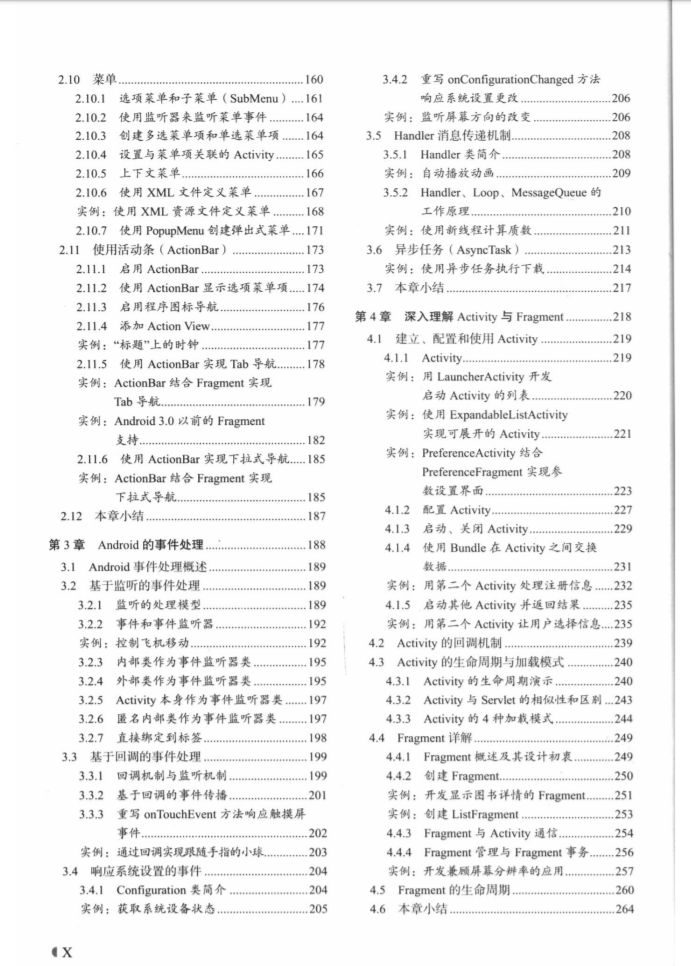 2.10 菜单 160
2.10.1 选项菜单和子菜单（SubMenu） 161
2.10.2 使用监听器来监听菜单事件 164
2.10.3 创建多选菜单项和单选菜单项 164
2.10.4 设置与菜单项关联的 Activity 165
2.10.5 上下文菜单 166
2.10.6 使用 XML 文件定义菜单 167
实例：使用 XML 资源文件定义菜单 168
2.10.7 使用 PopupMenu 创建弹出式菜单 171
2.11 使用活动条（ActionBar） 173
2.11.1 启用 ActionBar 173
2.11.2 使用 ActionBar 显示选项菜单项 174
2.11.3 启用程序图标导航 176
2.11.4 添加 Action View 177
实例：“标题”上的时钟 177
2.11.5 使用 ActionBar 实现 Tab 导航 178
实例：ActionBar 结合 Fragment 实现
Tab 导航 179
实例：Android 3.0 以前的 Fragment
支持 182
2.11.6 使用 ActionBar 实现下拉式导航 185
实例：ActionBar 结合 Fragment 实现
下拉式导航 185
2.12 本章小结 187
第 3 章 Android 的事件处理 188
3.1 Android 事件处理概述 189
3.2 基于监听的事件处理 189
3.2.1 监听的处理模型 189
3.2.2 事件和事件监听器 192
实例：控制飞机移动 192
3.2.3 内部类作为事件监听器类 195
3.2.4 外部类作为事件监听器类 195
3.2.5 Activity 本身作为事件监听器类 197
3.2.6 匿名内部类作为事件监听器类 197
3.2.7 直接绑定到标签 198
3.3 基于回调的事件处理 199
3.3.1 回调机制与监听机制 199
3.3.2 基于回调的事件传播 201
3.3.3 重写 onTouchEvent 方法响应触摸屏
事件 202
实例：通过回调实现跟随手指的小球 203
3.4 响应系统设置的事件 204
3.4.1 Configuration 类简介 204
实例：获取系统设备状态 205
3.4.2 重写 onConfigurationChanged 方法
响应系统设置更改 206
实例：监听屏幕方向的改变 206
3.5 Handler 消息传递机制 208
3.5.1 Handler 类简介 208
实例：自动播放动画 209
3.5.2 Handler、Loop、MessageQueue 的
工作原理 210
实例：使用新线程计算质数 211
3.6 异步任务（AsyncTask） 213
实例：使用异步任务执行下载 214
3.7 本章小结 217
第 4 章 深入理解 Activity 与 Fragment 218
4.1 建立、配置和使用 Activity 219
4.1.1 Activity 219
实例：用 LauncherActivity 开发
启动 Activity 的列表 220
实例：使用 ExpandableListActivity
实现可展开的 Activity 221
实例：PreferenceActivity 结合
PreferenceFragment 实现参
数设置界面 223
4.1.2 配置 Activity 227
4.1.3 启动、关闭 Activity 229
4.1.4 使用 Bundle 在 Activity 之间交换
数据 231
实例：用第二个 Activity 处理注册信息 232
4.1.5 启动其他 Activity 并返回结果 235
实例：用第二个 Activity 让用户选择信息 235
4.2 Activity 的回调机制 239
4.3 Activity 的生命周期与加载模式 240
4.3.1 Activity 的生命周期演示 240
4.3.2 Activity 与 Servlet 的相似性和区别 243
4.3.3 Activity 的 4 种加载模式 244
4.4 Fragment 详解 249
4.4.1 Fragment 概述及其设计初衷 249
4.4.2 创建 Fragment 250
实例：开发显示图书详情的 Fragment 251
实例：创建 ListFragment 253
4.4.3 Fragment 与 Activity 通信 254
4.4.4 Fragment 管理与 Fragment 事务 256
实例：开发兼顾屏幕分辨率的应用 257
4.5 Fragment 的生命周期 260
4.6 本章小结 264
X